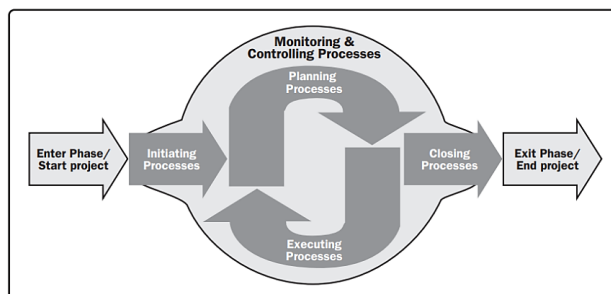 Monitoring &
Controlling Processes
Planning
Processes
Enter Phase/
Start project
Initiating
Processes
Closing
Processes
Exit Phase/
End project
Executing
Processes